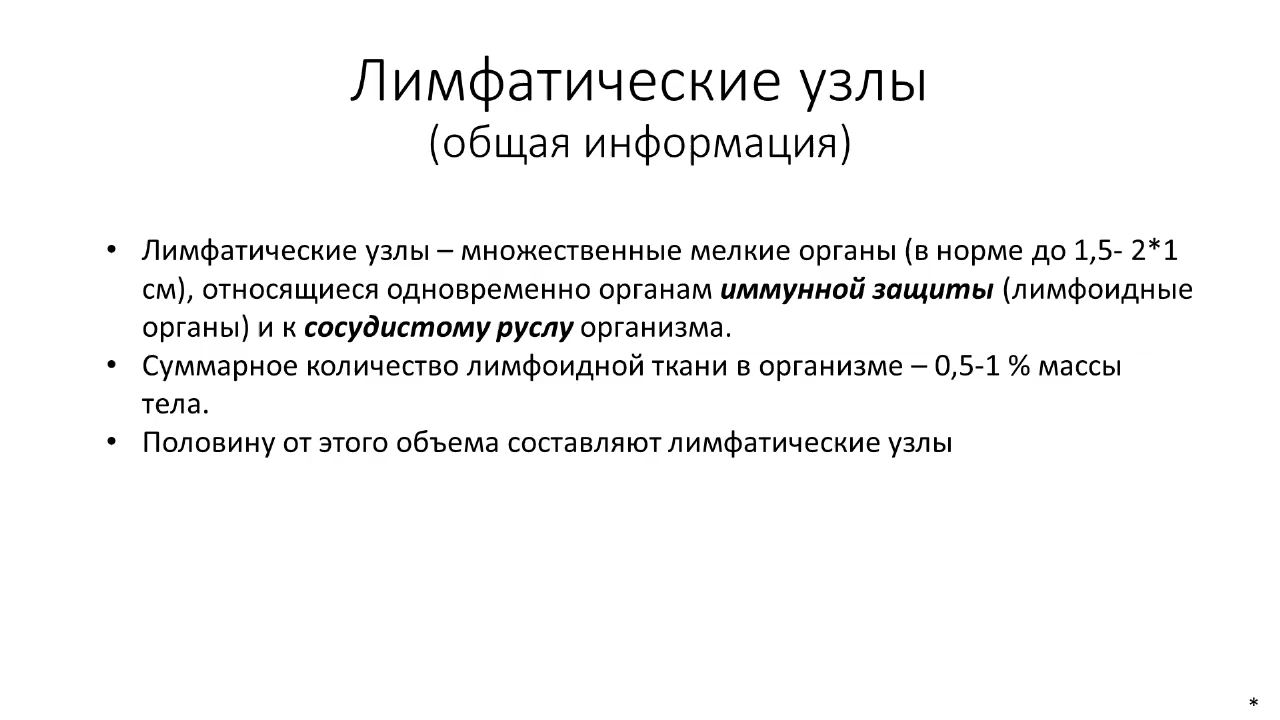 Лимфатические узлы
(общая информация)
• Лимфатические узлы – множественные мелкие органы (в норме до 1,5- 2*1
см), относящиеся одновременно органам иммунной защиты (лимфоидные
органы) и к сосудистому руслу организма.
• Суммарное количество лимфоидной ткани в организме – 0,5-1 % массы
тела.
• Половину от этого объема составляют лимфатические узлы
*